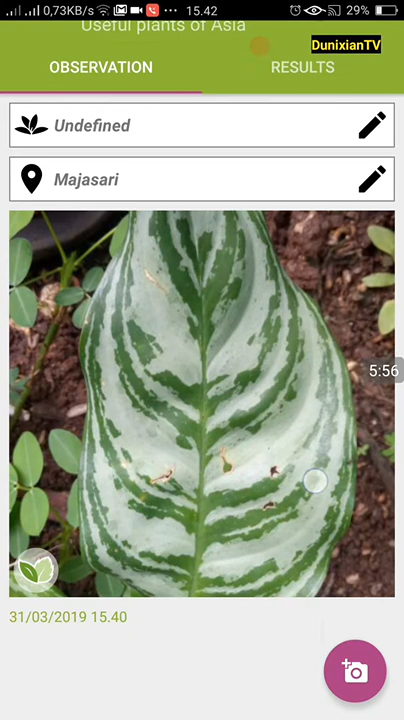 0,73KB/s ... 15.42 29%
Useful plants of Asia
DunixianTV
OBSERVATION RESULTS
Undefined
Majasari
5:56
31/03/2019 15.40